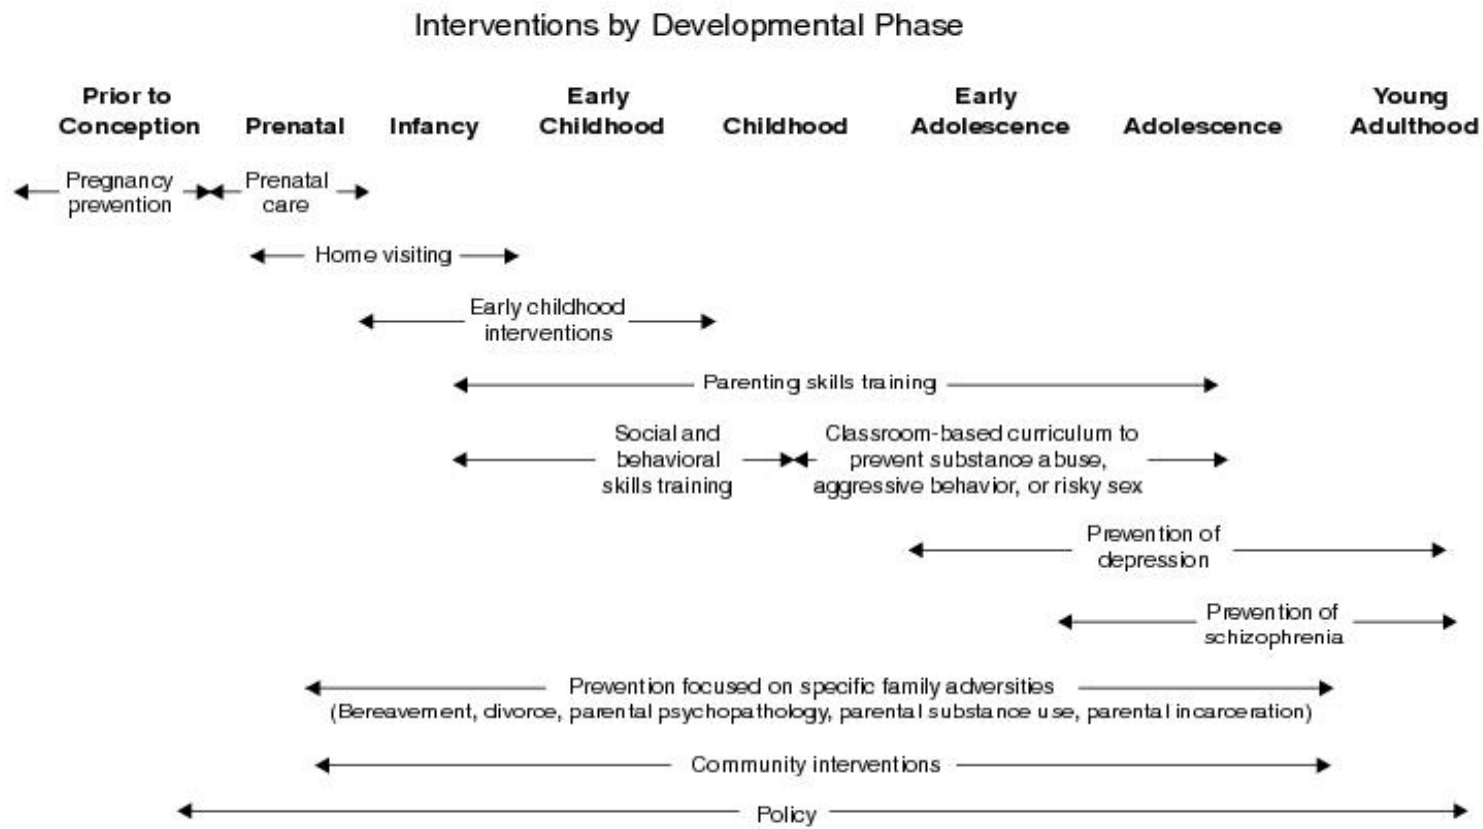 Interventions by Developmental Phase
Prior to
Conception
Prenatal
Infancy
Early
Childhood
Childhood
Early
Adolescence
Adolescence
Young
Adulthood
Pregnancy
prevention
Prenatal
care
Home visiting
Early childhood
interventions
Parenting skills training
Social and
behavioral
skills training
Classroom-based curriculum to
prevent substance abuse,
aggressive behavior, or risky sex
Prevention of
depression
Prevention of
schizophrenia
Prevention focused on specific family adversities
(Bereavement, divorce, parental psychopathology, parental substance use, parental incarceration)
Community interventions
Policy